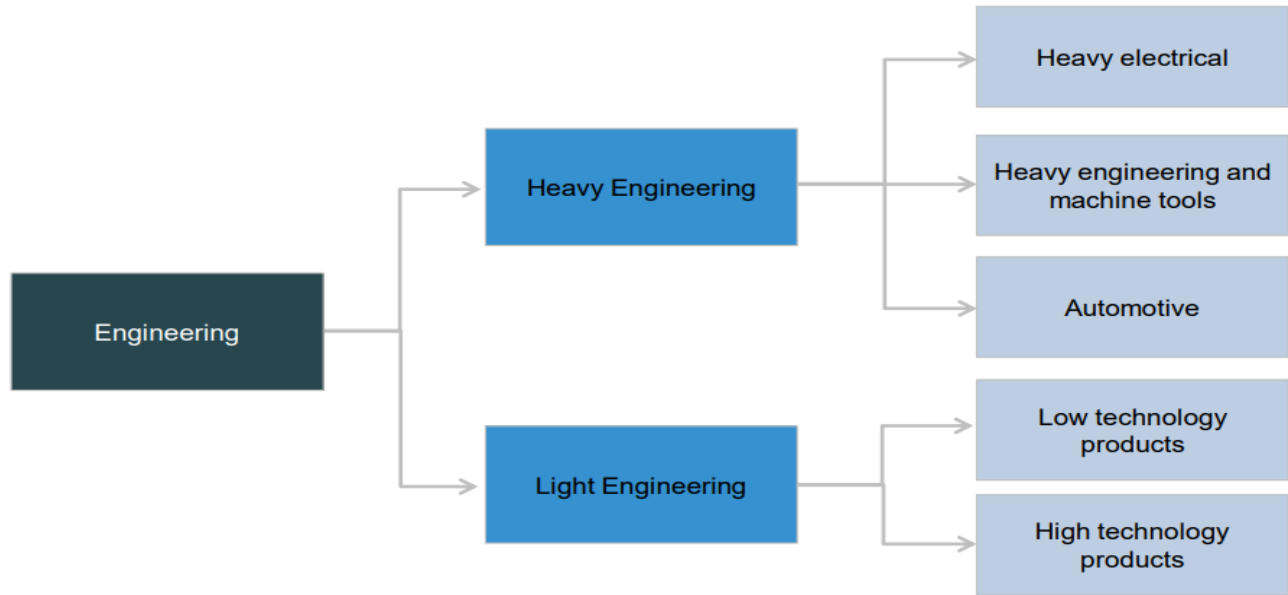 Engineering
Heavy Engineering
Heavy electrical
Heavy engineering and
machine tools
Automotive
Light Engineering
Low technology
products
High technology
products